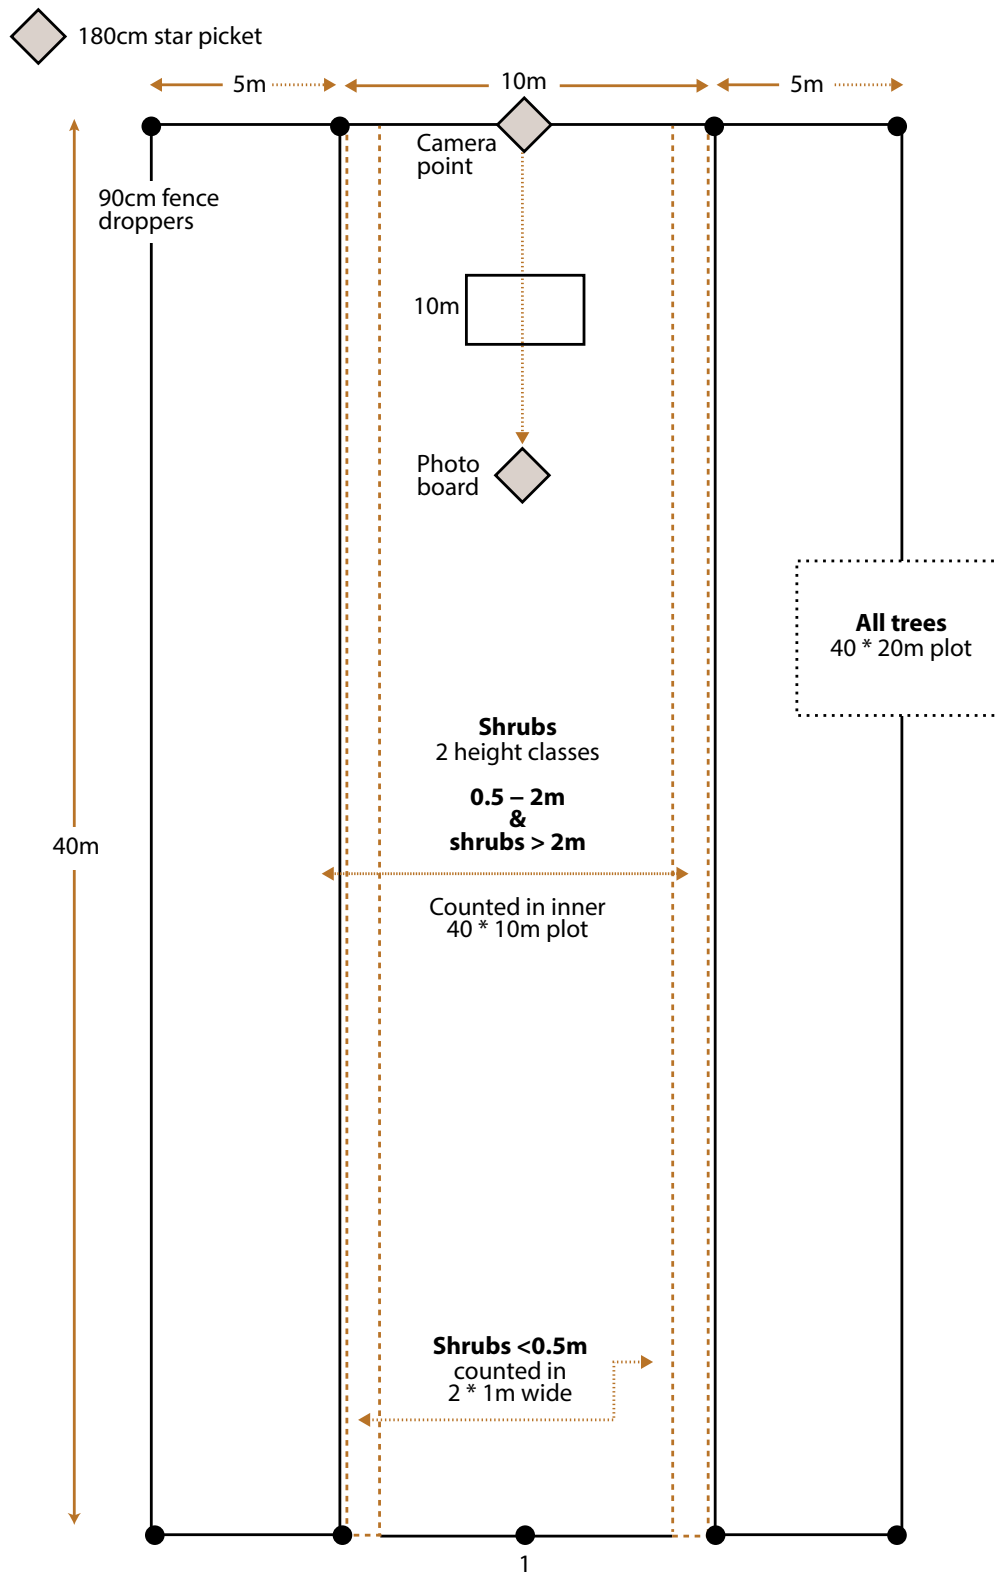 180cm star picket
5m
10m
5m
Camera
point
90cm fence
droppers
10m
Photo
board
All trees
40 * 20m plot
Shrubs
2 height classes
0.5 – 2m
&
shrubs > 2m
40m
Counted in inner
40 * 10m plot
Shrubs <0.5m
counted in
2 * 1m wide
1